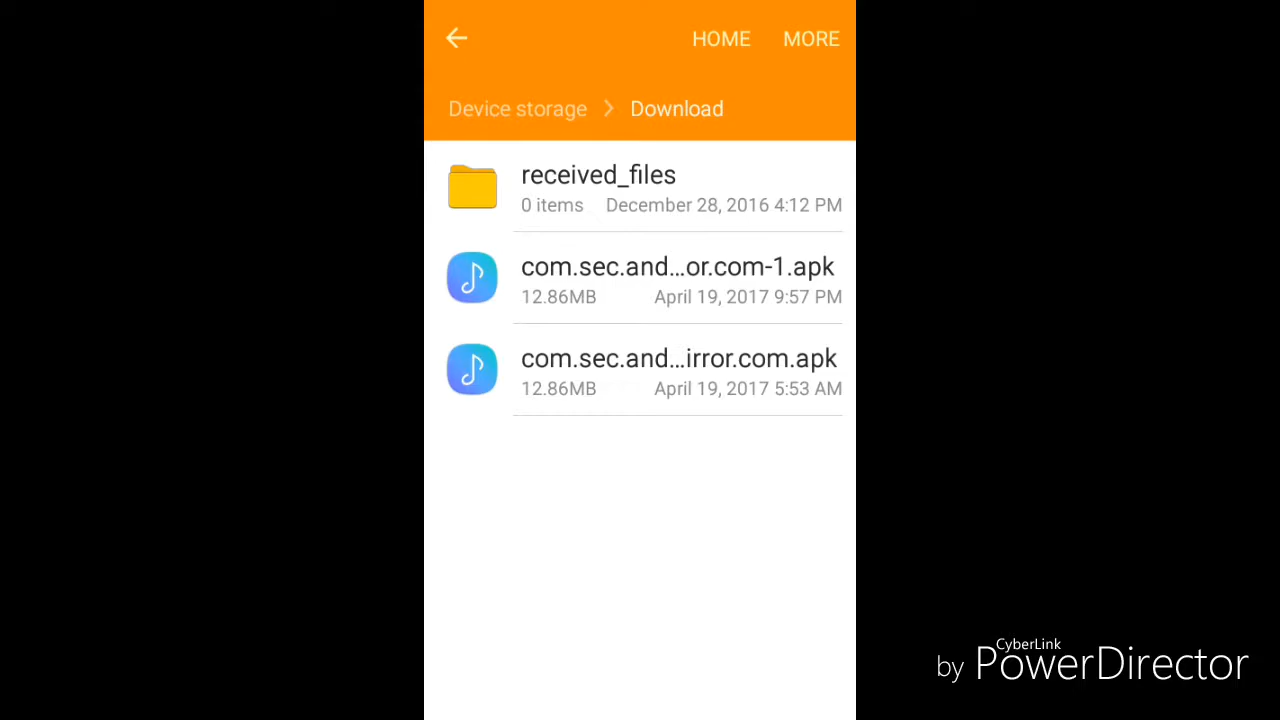 HOME MORE
Device storage > Download
received_files
0 items December 28, 2016 4:12 PM
com.sec.and...or.com-1.apk
12.86MB April 19, 2017 9:57 PM
com.sec.and...irror.com.apk
12.86MB April 19, 2017 5:53 AM
CyberLink
by PowerDirector